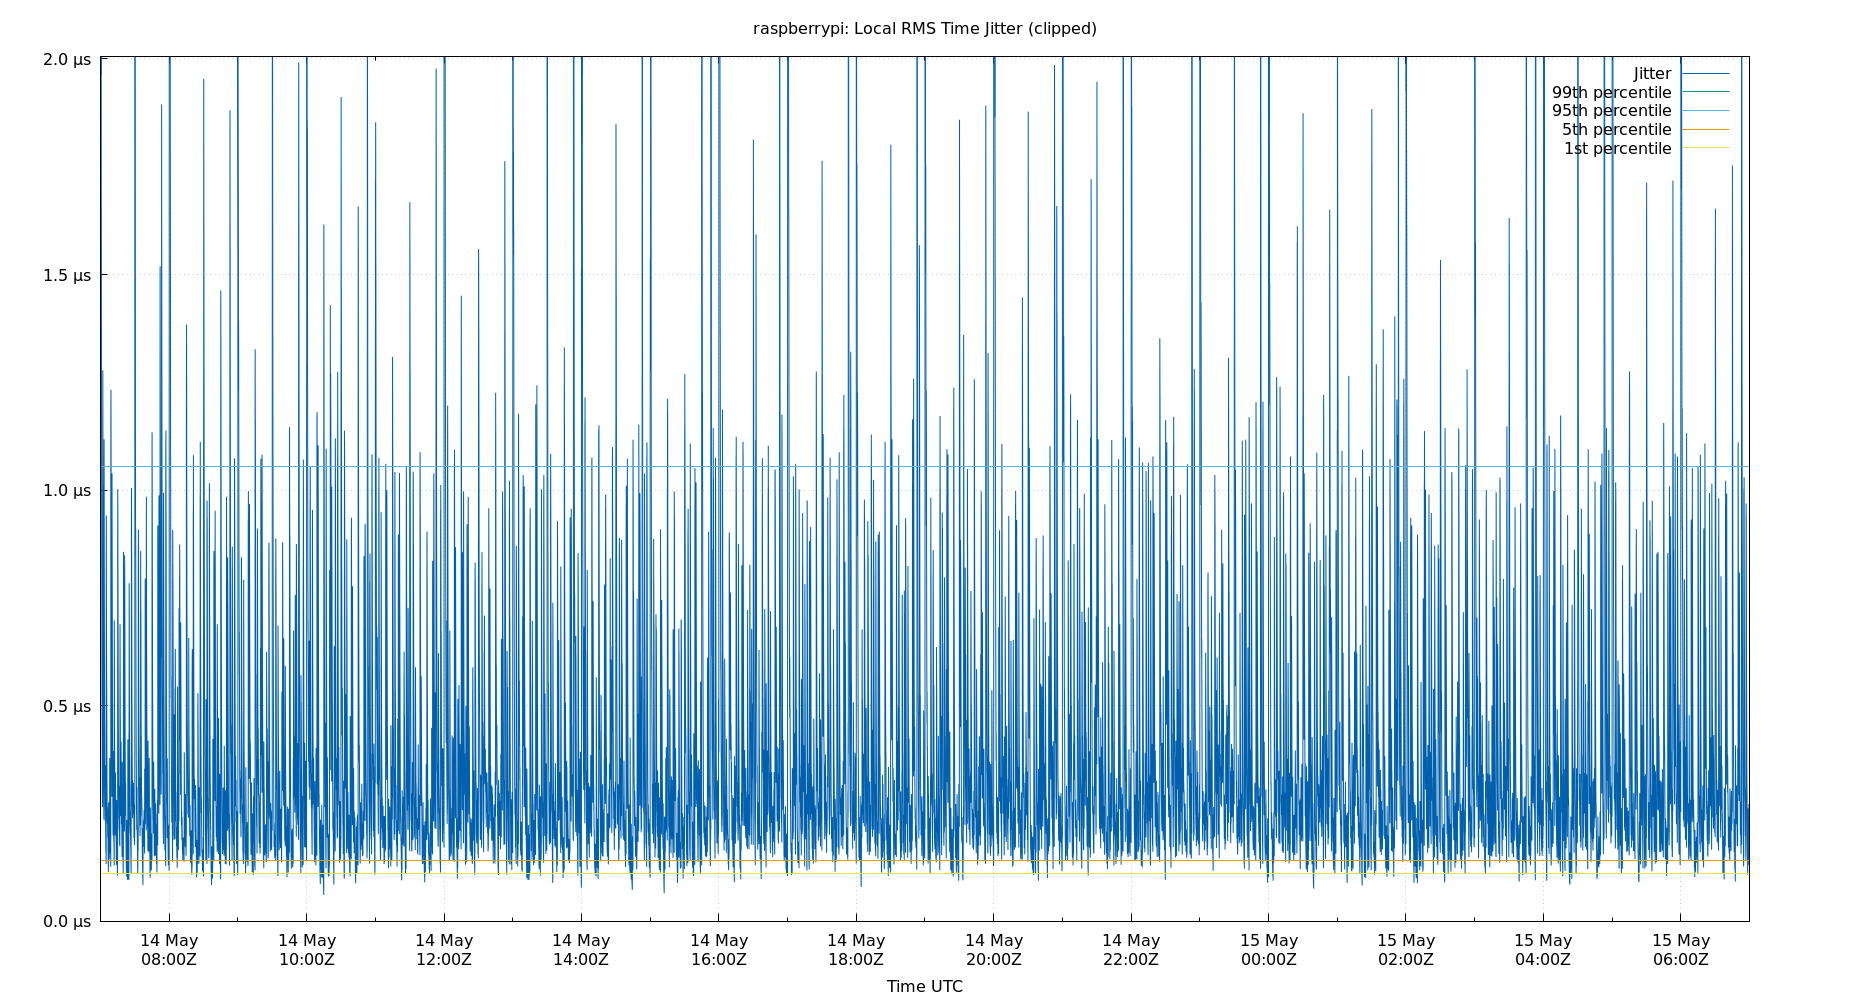 raspberrypi: Local RMS Time Jitter (clipped)
2.0 µs
1.5 µs
1.0 µs
0.5 µs
0.0 µs
Jitter
99th percentile
95th percentile
5th percentile
1st percentile
14 May 14 May 14 May 14 May 14 May 14 May 14 May 14 May 15 May 15 May 15 May 15 May
08:00Z 10:00Z 12:00Z 14:00Z 16:00Z 18:00Z 20:00Z 22:00Z 00:00Z 02:00Z 04:00Z 06:00Z
Time UTC